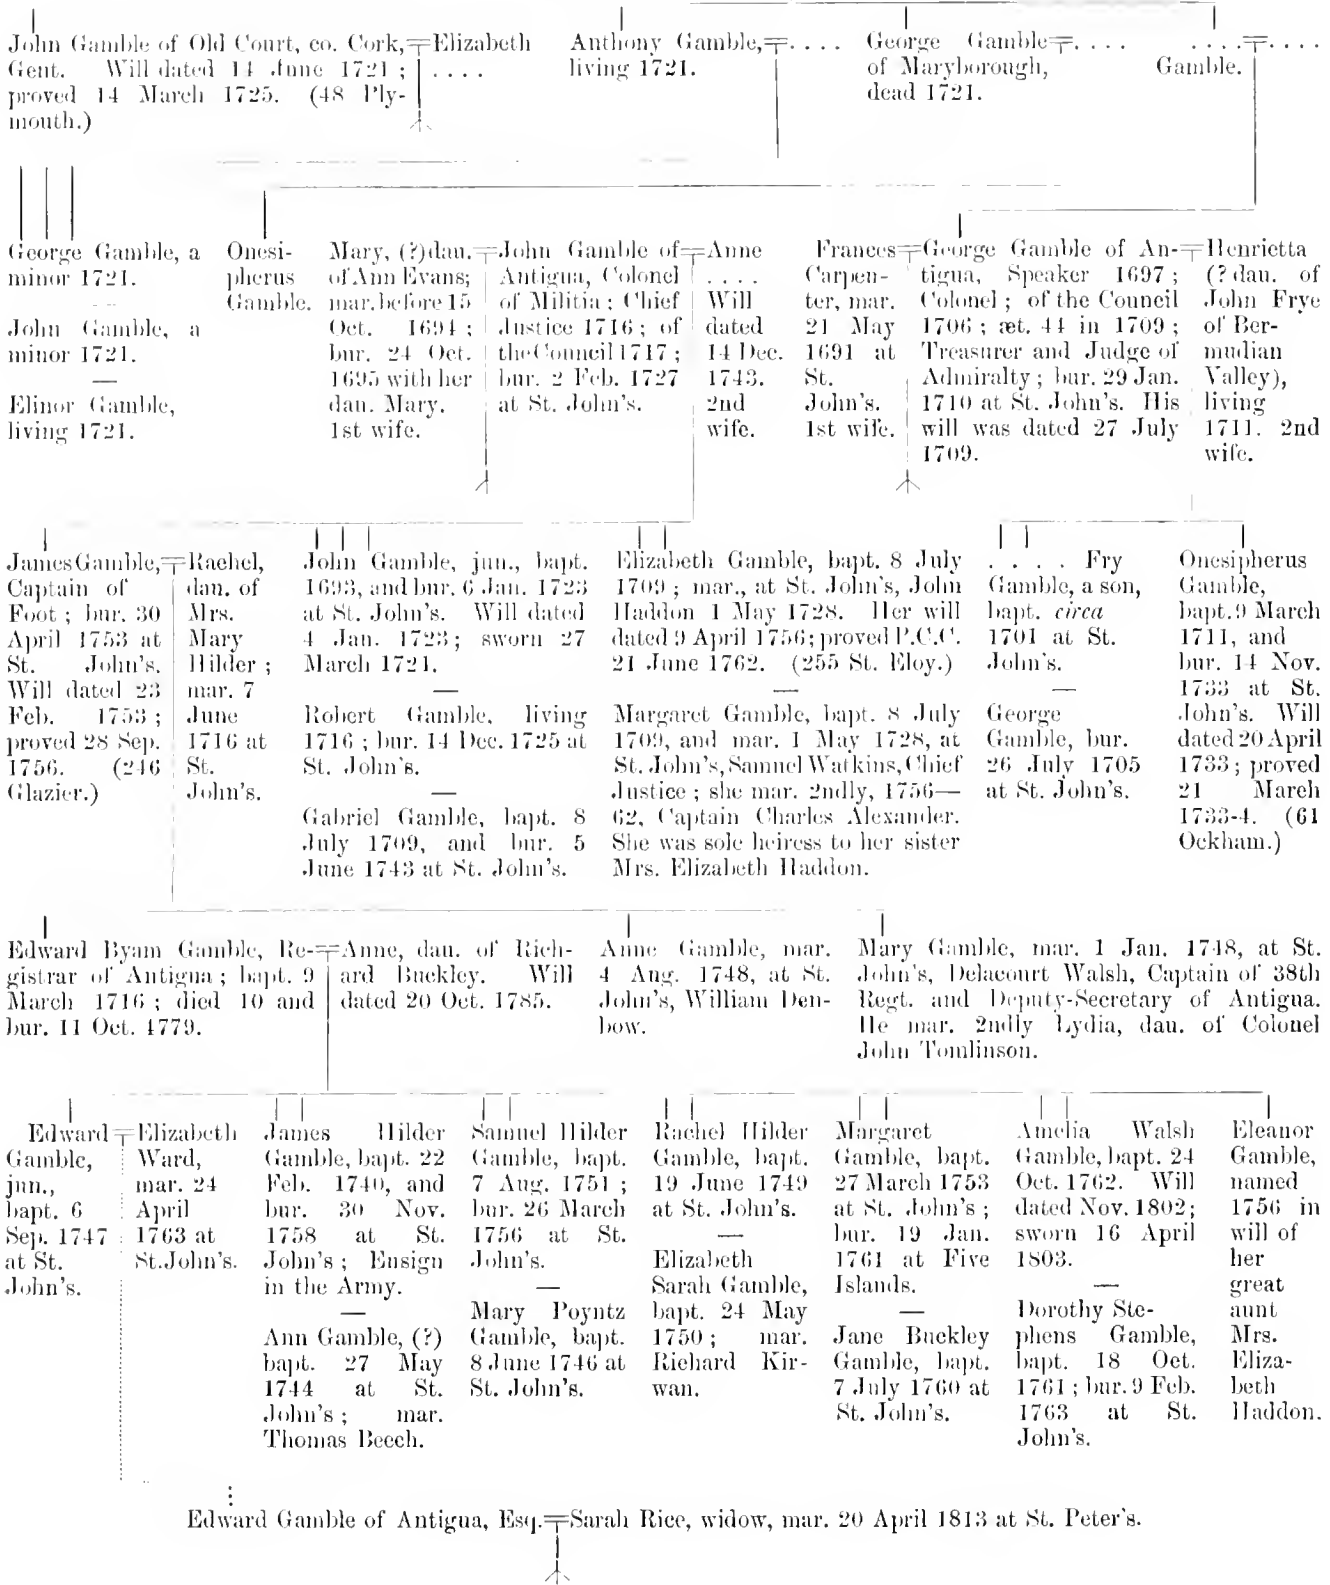 John Gamble of Old Court, co. Cork,=Elizabeth
Gent. Will dated 14 June 1721; . . . .
proved 14 March 1725. (48 Ply-
mouth.)
Anthony Gamble,=. . . .
living 1721.
George Gamble=. . . .
of Maryborough,
dead 1721.
. . . .=. . . .
Gamble.
George Gamble, a
minor 1721.
John Gamble, a
minor 1721.
—
Elinor Gamble,
living 1721.
Onesi-
pherus
Gamble.
Mary, (?)dau.
of Ann Evans;
mar. before 15
Oct. 1694;
bur. 24 Oct.
1695 with her
dau. Mary.
1st wife.
=John Gamble of=
Antigua, Colonel
of Militia; Chief
Justice 1716; of
the Council 1717;
bur. 2 Feb. 1727
at St. John's.
Anne
. . . .
Will
dated
14 Dec.
1743.
2nd
wife.
Frances
Carpen-
ter, mar.
21 May
1691 at
St.
John's.
1st wife.
=George Gamble of An-=
tigua, Speaker 1697;
Colonel; of the Council
1706; æt. 44 in 1709;
Treasurer and Judge of
Admiralty; bur. 29 Jan.
1710 at St. John's. His
will was dated 27 July
1709.
Henrietta
(? dau. of
John Frye
of Ber-
mudian
Valley),
living
1711. 2nd
wife.
James Gamble,=
Captain of
Foot; bur. 30
April 1753 at
St. John's.
Will dated 23
Feb. 1753;
proved 28 Sep.
1756. (246
Glazier.)
Rachel,
dau. of
Mrs.
Mary
Hilder;
mar. 7
June
1716 at
St.
John's.
John Gamble, jun., bapt.
1693, and bur. 6 Jan. 1723
at St. John's. Will dated
4 Jan. 1723; sworn 27
March 1721.
—
Robert Gamble, living
1716; bur. 14 Dec. 1725 at
St. John's.
—
Gabriel Gamble, bapt. 8
July 1709, and bur. 5
June 1743 at St. John's.
Elizabeth Gamble, bapt. 8 July
1709; mar., at St. John's, John
Haddon 1 May 1728. Her will
dated 9 April 1756; proved P.C.C.
21 June 1762. (255 St. Eloy.)
—
Margaret Gamble, bapt. 8 July
1709, and mar. 1 May 1728, at
St. John's, Samuel Watkins, Chief
Justice; she mar. 2ndly, 1756—
62, Captain Charles Alexander.
She was sole heiress to her sister
Mrs. Elizabeth Haddon.
. . . . Fry
Gamble, a son,
bapt. circa
1701 at St.
John's.
—
George
Gamble, bur.
26 July 1705
at St. John's.
Onesipherus
Gamble,
bapt. 9 March
1711, and
bur. 14 Nov.
1733 at St.
John's. Will
dated 20 April
1733; proved
21 March
1733-4. (61
Ockham.)
Edward Byam Gamble, Re-=
gistrar of Antigua; bapt. 9
March 1716; died 10 and
bur. 11 Oct. 1779.
Anne, dau. of Rich-
ard Buckley. Will
dated 20 Oct. 1785.
Anne Gamble, mar.
4 Aug. 1748, at St.
John's, William Den-
bow.
Mary Gamble, mar. 1 Jan. 1748, at St.
John's, Delacourt Walsh, Captain of 38th
Regt. and Deputy-Secretary of Antigua.
He mar. 2ndly Lydia, dau. of Colonel
John Tomlinson.
Edward=
Gamble,
jun.,
bapt. 6
Sep. 1747
at St.
John's.
Elizabeth
Ward,
mar. 24
April
1763 at
St. John's.
James Hilder
Gamble, bapt. 22
Feb. 1740, and
bur. 30 Nov.
1758 at St.
John's; Ensign
in the Army.
—
Ann Gamble, (?)
bapt. 27 May
1744 at St.
John's; mar.
Thomas Beech.
Samuel Hilder
Gamble, bapt.
7 Aug. 1751;
bur. 26 March
1756 at St.
John's.
—
Mary Poyntz
Gamble, bapt.
8 June 1746 at
St. John's.
Rachel Hilder
Gamble, bapt.
19 June 1749
at St. John's.
—
Elizabeth
Sarah Gamble,
bapt. 24 May
1750; mar.
Richard Kir-
wan.
Margaret
Gamble, bapt.
27 March 1753
at St. John's;
bur. 19 Jan.
1761 at Five
Islands.
—
Jane Buckley
Gamble, bapt.
7 July 1760 at
St. John's.
Amelia Walsh
Gamble, bapt. 24
Oct. 1762. Will
dated Nov. 1802;
sworn 16 April
1803.
—
Dorothy Ste-
phens Gamble,
bapt. 18 Oct.
1761; bur. 9 Feb.
1763 at St.
John's.
Eleanor
Gamble,
named
1756 in
will of
her
great
aunt
Mrs.
Eliza-
beth
Haddon.
Edward Gamble of Antigua, Esq.=Sarah Rice, widow, mar. 20 April 1813 at St. Peter's.